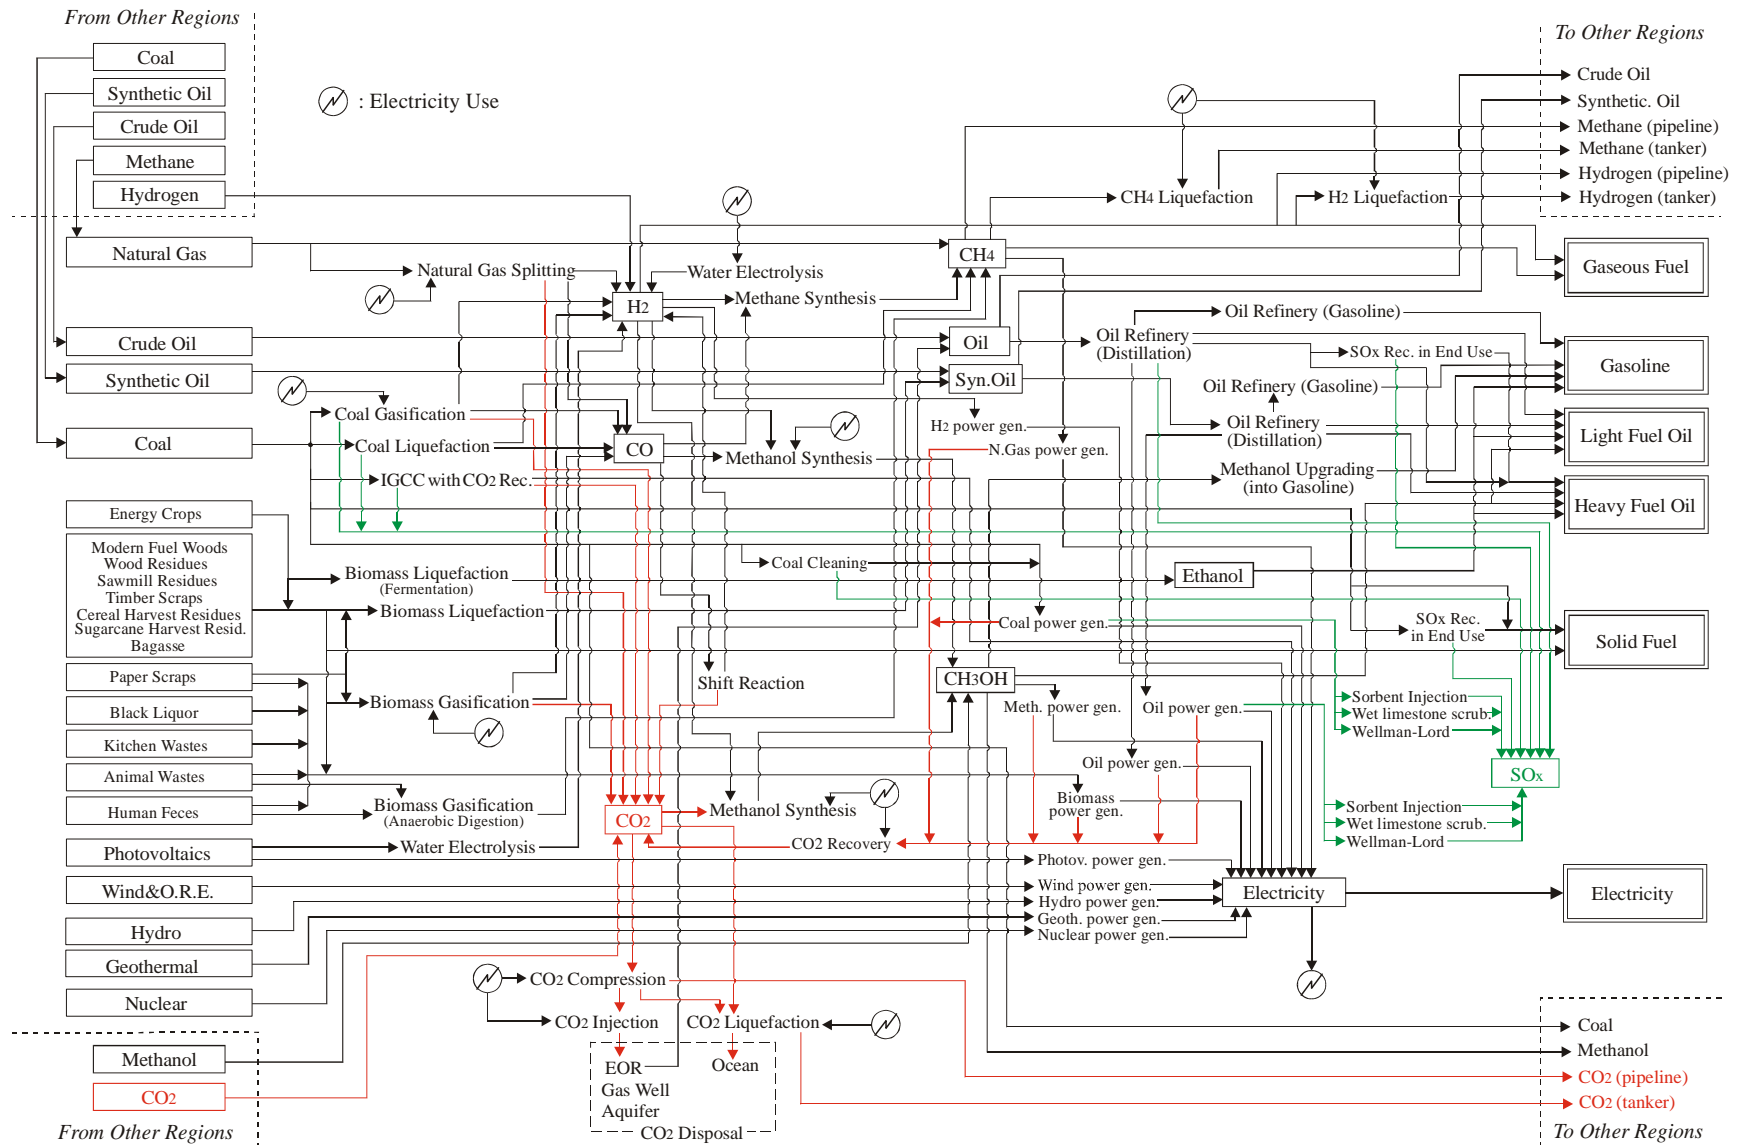 From Other Regions
Coal
Synthetic Oil
Crude Oil
Methane
Hydrogen
: Electricity Use
To Other Regions
Crude Oil
Synthetic. Oil
Methane (pipeline)
Methane (tanker)
Hydrogen (pipeline)
Hydrogen (tanker)
CH4 Liquefaction
H2 Liquefaction
Natural Gas
Natural Gas Splitting
Water Electrolysis
CH4
Gaseous Fuel
H2
Methane Synthesis
Oil Refinery (Gasoline)
Crude Oil
Oil
Oil Refinery
(Distillation)
SOx Rec. in End Use
Gasoline
Synthetic Oil
Syn.Oil
Oil Refinery (Gasoline)
Coal Gasification
H2 power gen.
Oil Refinery
(Distillation)
Light Fuel Oil
Coal
Coal Liquefaction
CO
Methanol Synthesis
N.Gas power gen.
IGCC with CO2 Rec.
Methanol Upgrading
(into Gasoline)
Heavy Fuel Oil
Energy Crops
Modern Fuel Woods
Wood Residues
Sawmill Residues
Timber Scraps
Cereal Harvest Residues
Sugarcane Harvest Resid.
Bagasse
Biomass Liquefaction
(Fermentation)
Coal Cleaning
Ethanol
Biomass Liquefaction
Coal power gen.
SOx Rec.
in End Use
Solid Fuel
Paper Scraps
Shift Reaction
CH3OH
Biomass Gasification
Meth. power gen.
Oil power gen.
Sorbent Injection
Wet limestone scrub.
Wellman-Lord
Black Liquor
Kitchen Wastes
Animal Wastes
Oil power gen.
SOx
Human Feces
Biomass Gasification
(Anaerobic Digestion)
CO2
Methanol Synthesis
Biomass
power gen.
Sorbent Injection
Wet limestone scrub.
Wellman-Lord
Photovoltaics
Water Electrolysis
CO2 Recovery
Photov. power gen.
Wind&O.R.E.
Wind power gen.
Hydro power gen.
Geoth. power gen.
Nuclear power gen.
Electricity
Electricity
Hydro
Geothermal
Nuclear
CO2 Compression
CO2 Injection
CO2 Liquefaction
EOR
Gas Well
Aquifer
Ocean
CO2 Disposal
Methanol
CO2
From Other Regions
Coal
Methanol
CO2 (pipeline)
CO2 (tanker)
To Other Regions